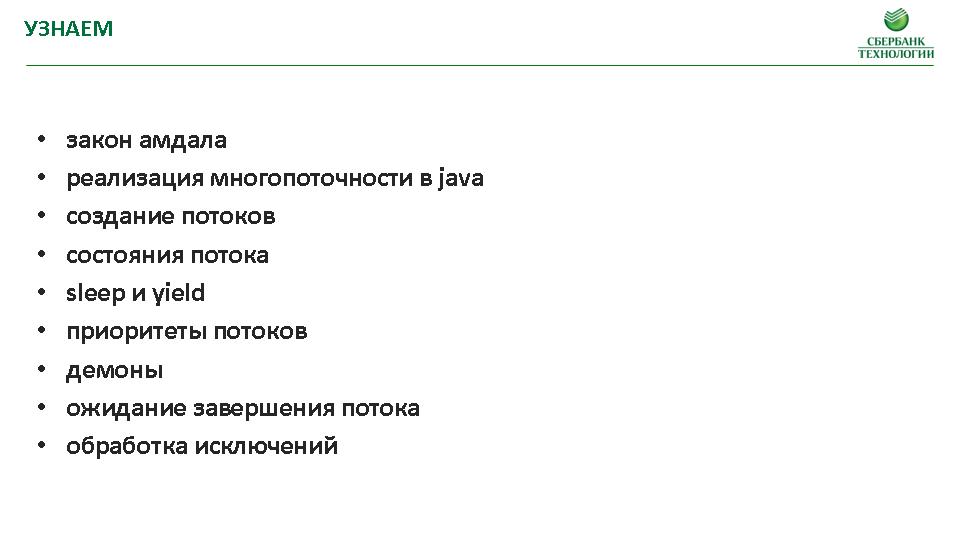 УЗНАЕМ
СБЕРБАНК
ТЕХНОЛОГИИ
• закон амдала
• реализация многопоточности в java
• создание потоков
• состояния потока
• sleep и yield
• приоритеты потоков
• демоны
• ожидание завершения потока
• обработка исключений